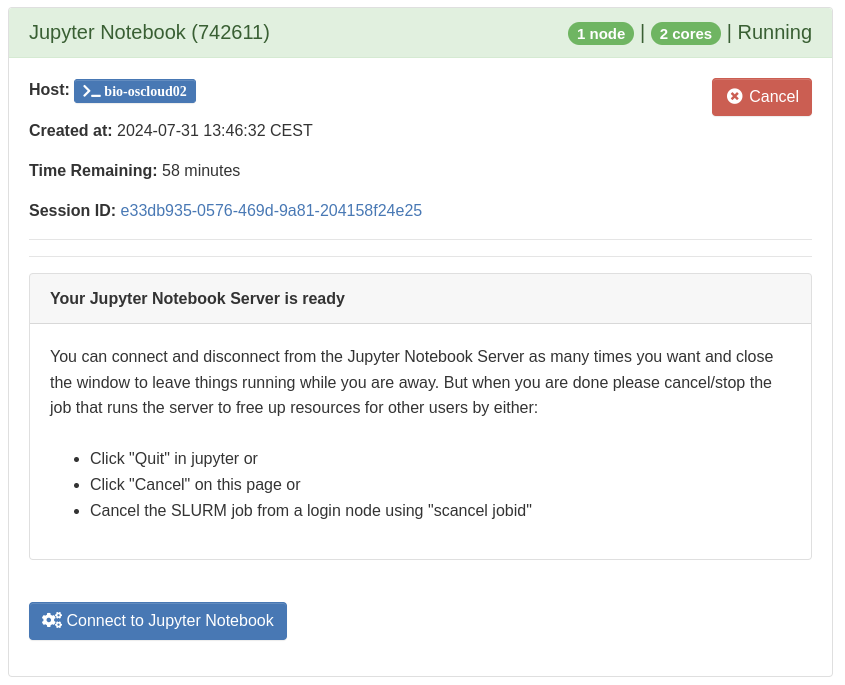 Jupyter Notebook (742611) 1 node | 2 cores | Running
Host: bio-oscloud02 Cancel
Created at: 2024-07-31 13:46:32 CEST
Time Remaining: 58 minutes
Session ID: e33db935-0576-469d-9a81-204158f24e25
Your Jupyter Notebook Server is ready
You can connect and disconnect from the Jupyter Notebook Server as many times you want and close
the window to leave things running while you are away. But when you are done please cancel/stop the
job that runs the server to free up resources for other users by either:
• Click "Quit" in jupyter or
• Click "Cancel" on this page or
• Cancel the SLURM job from a login node using "scancel jobid"
Connect to Jupyter Notebook